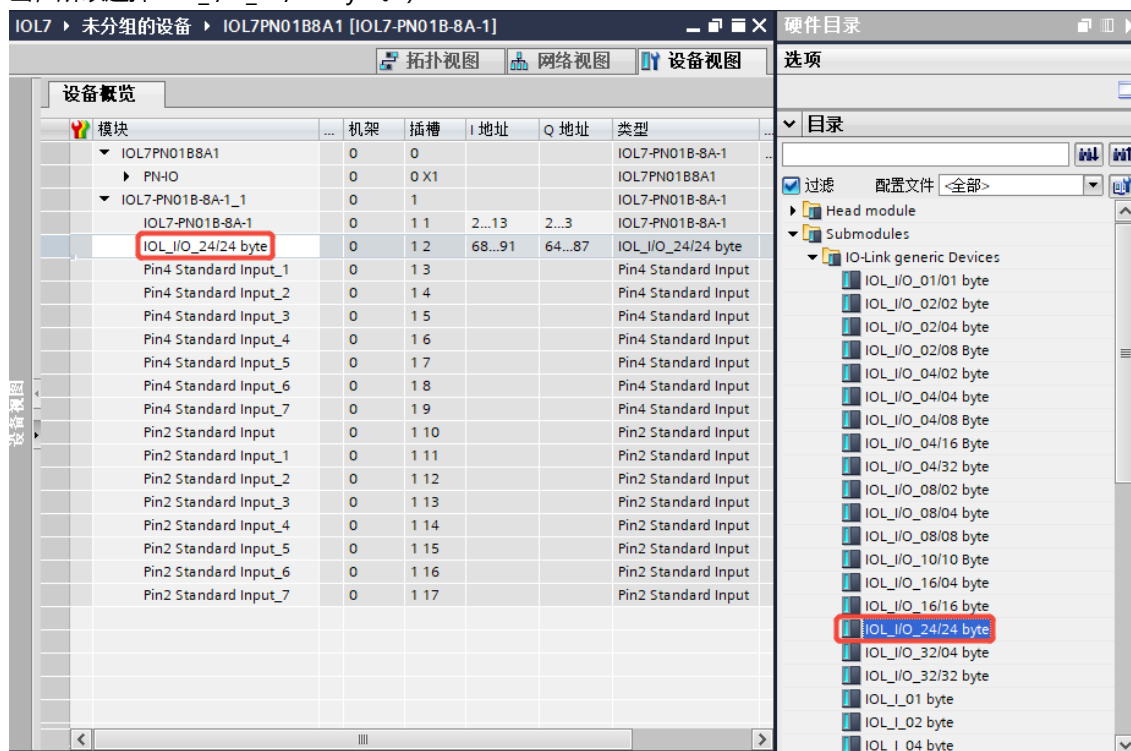 IOL7 ▸ 未分组的设备 ▸ IOL7PN01B8A1 [IOL7-PN01B-8A-1]
硬件目录
拓扑视图 网络视图 设备视图
选项
设备概览
模块 ... 机架 插槽 I 地址 Q 地址 类型 ...
IOL7PN01B8A1 0 0 IOL7-PN01B-8A-1 ..
PN-IO 0 0 X1 IOL7PN01B8A1
IOL7-PN01B-8A-1_1 0 1 IOL7-PN01B-8A-1
IOL7-PN01B-8A-1 0 1 1 2...13 2...3 IOL7-PN01B-8A-1
IOL_I/O_24/24 byte 0 1 2 68...91 64...87 IOL_I/O_24/24 byte
Pin4 Standard Input_1 0 1 3 Pin4 Standard Input
Pin4 Standard Input_2 0 1 4 Pin4 Standard Input
Pin4 Standard Input_3 0 1 5 Pin4 Standard Input
Pin4 Standard Input_4 0 1 6 Pin4 Standard Input
Pin4 Standard Input_5 0 1 7 Pin4 Standard Input
Pin4 Standard Input_6 0 1 8 Pin4 Standard Input
Pin4 Standard Input_7 0 1 9 Pin4 Standard Input
Pin2 Standard Input 0 1 10 Pin2 Standard Input
Pin2 Standard Input_1 0 1 11 Pin2 Standard Input
Pin2 Standard Input_2 0 1 12 Pin2 Standard Input
Pin2 Standard Input_3 0 1 13 Pin2 Standard Input
Pin2 Standard Input_4 0 1 14 Pin2 Standard Input
Pin2 Standard Input_5 0 1 15 Pin2 Standard Input
Pin2 Standard Input_6 0 1 16 Pin2 Standard Input
Pin2 Standard Input_7 0 1 17 Pin2 Standard Input
设备视图
目录
过滤 配置文件 <全部>
Head module
Submodules
IO-Link generic Devices
IOL_I/O_01/01 byte
IOL_I/O_02/02 byte
IOL_I/O_02/04 byte
IOL_I/O_02/08 Byte
IOL_I/O_04/02 byte
IOL_I/O_04/04 byte
IOL_I/O_04/08 Byte
IOL_I/O_04/16 Byte
IOL_I/O_04/32 Byte
IOL_I/O_08/02 byte
IOL_I/O_08/04 byte
IOL_I/O_08/08 byte
IOL_I/O_10/10 Byte
IOL_I/O_16/04 byte
IOL_I/O_16/16 byte
IOL_I/O_24/24 byte
IOL_I/O_32/04 byte
IOL_I/O_32/32 byte
IOL_I_01 byte
IOL_I_02 byte
IOL_I_04 byte